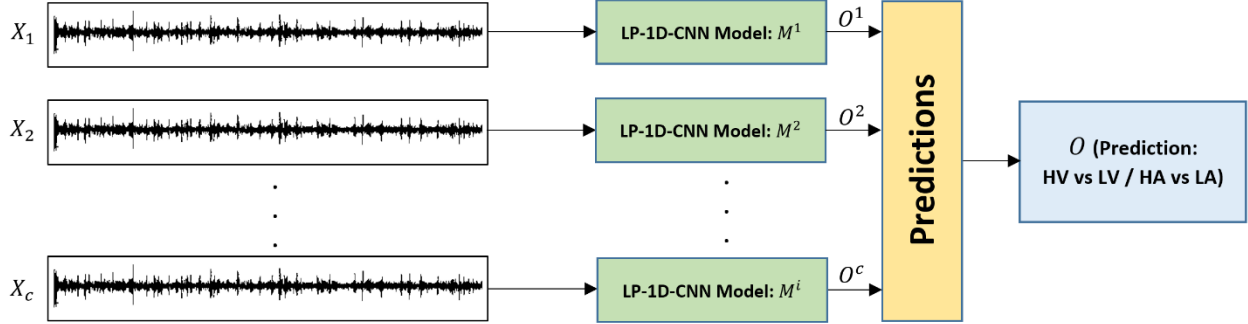 X₁
LP-1D-CNN Model: M¹
O¹
X₂
LP-1D-CNN Model: M²
O²
X_c
LP-1D-CNN Model: Mⁱ
Oᶜ
Predictions
O (Prediction:
HV vs LV / HA vs LA)